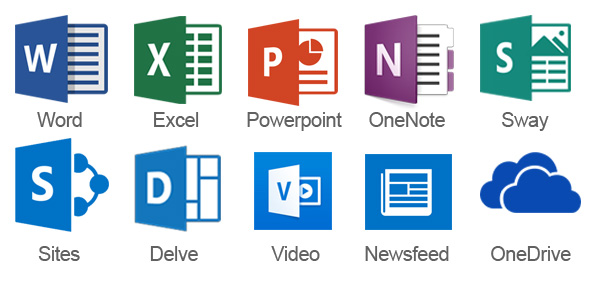 W X P N S
Word Excel Powerpoint OneNote Sway
S D V
Sites Delve Video Newsfeed OneDrive